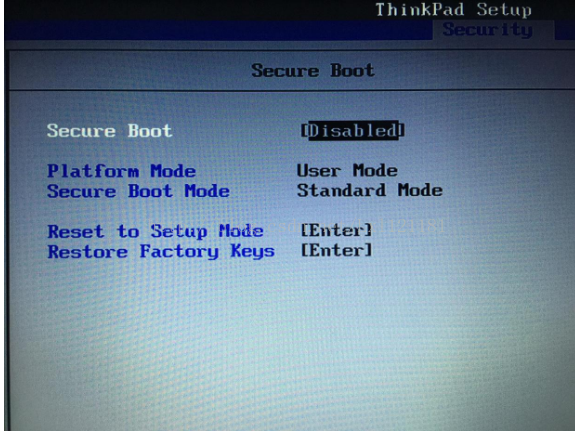 ThinkPad Setup
Security
Secure Boot
Secure Boot [Disabled]
Platform Mode User Mode
Secure Boot Mode Standard Mode
Reset to Setup Mode [Enter]
Restore Factory Keys [Enter]